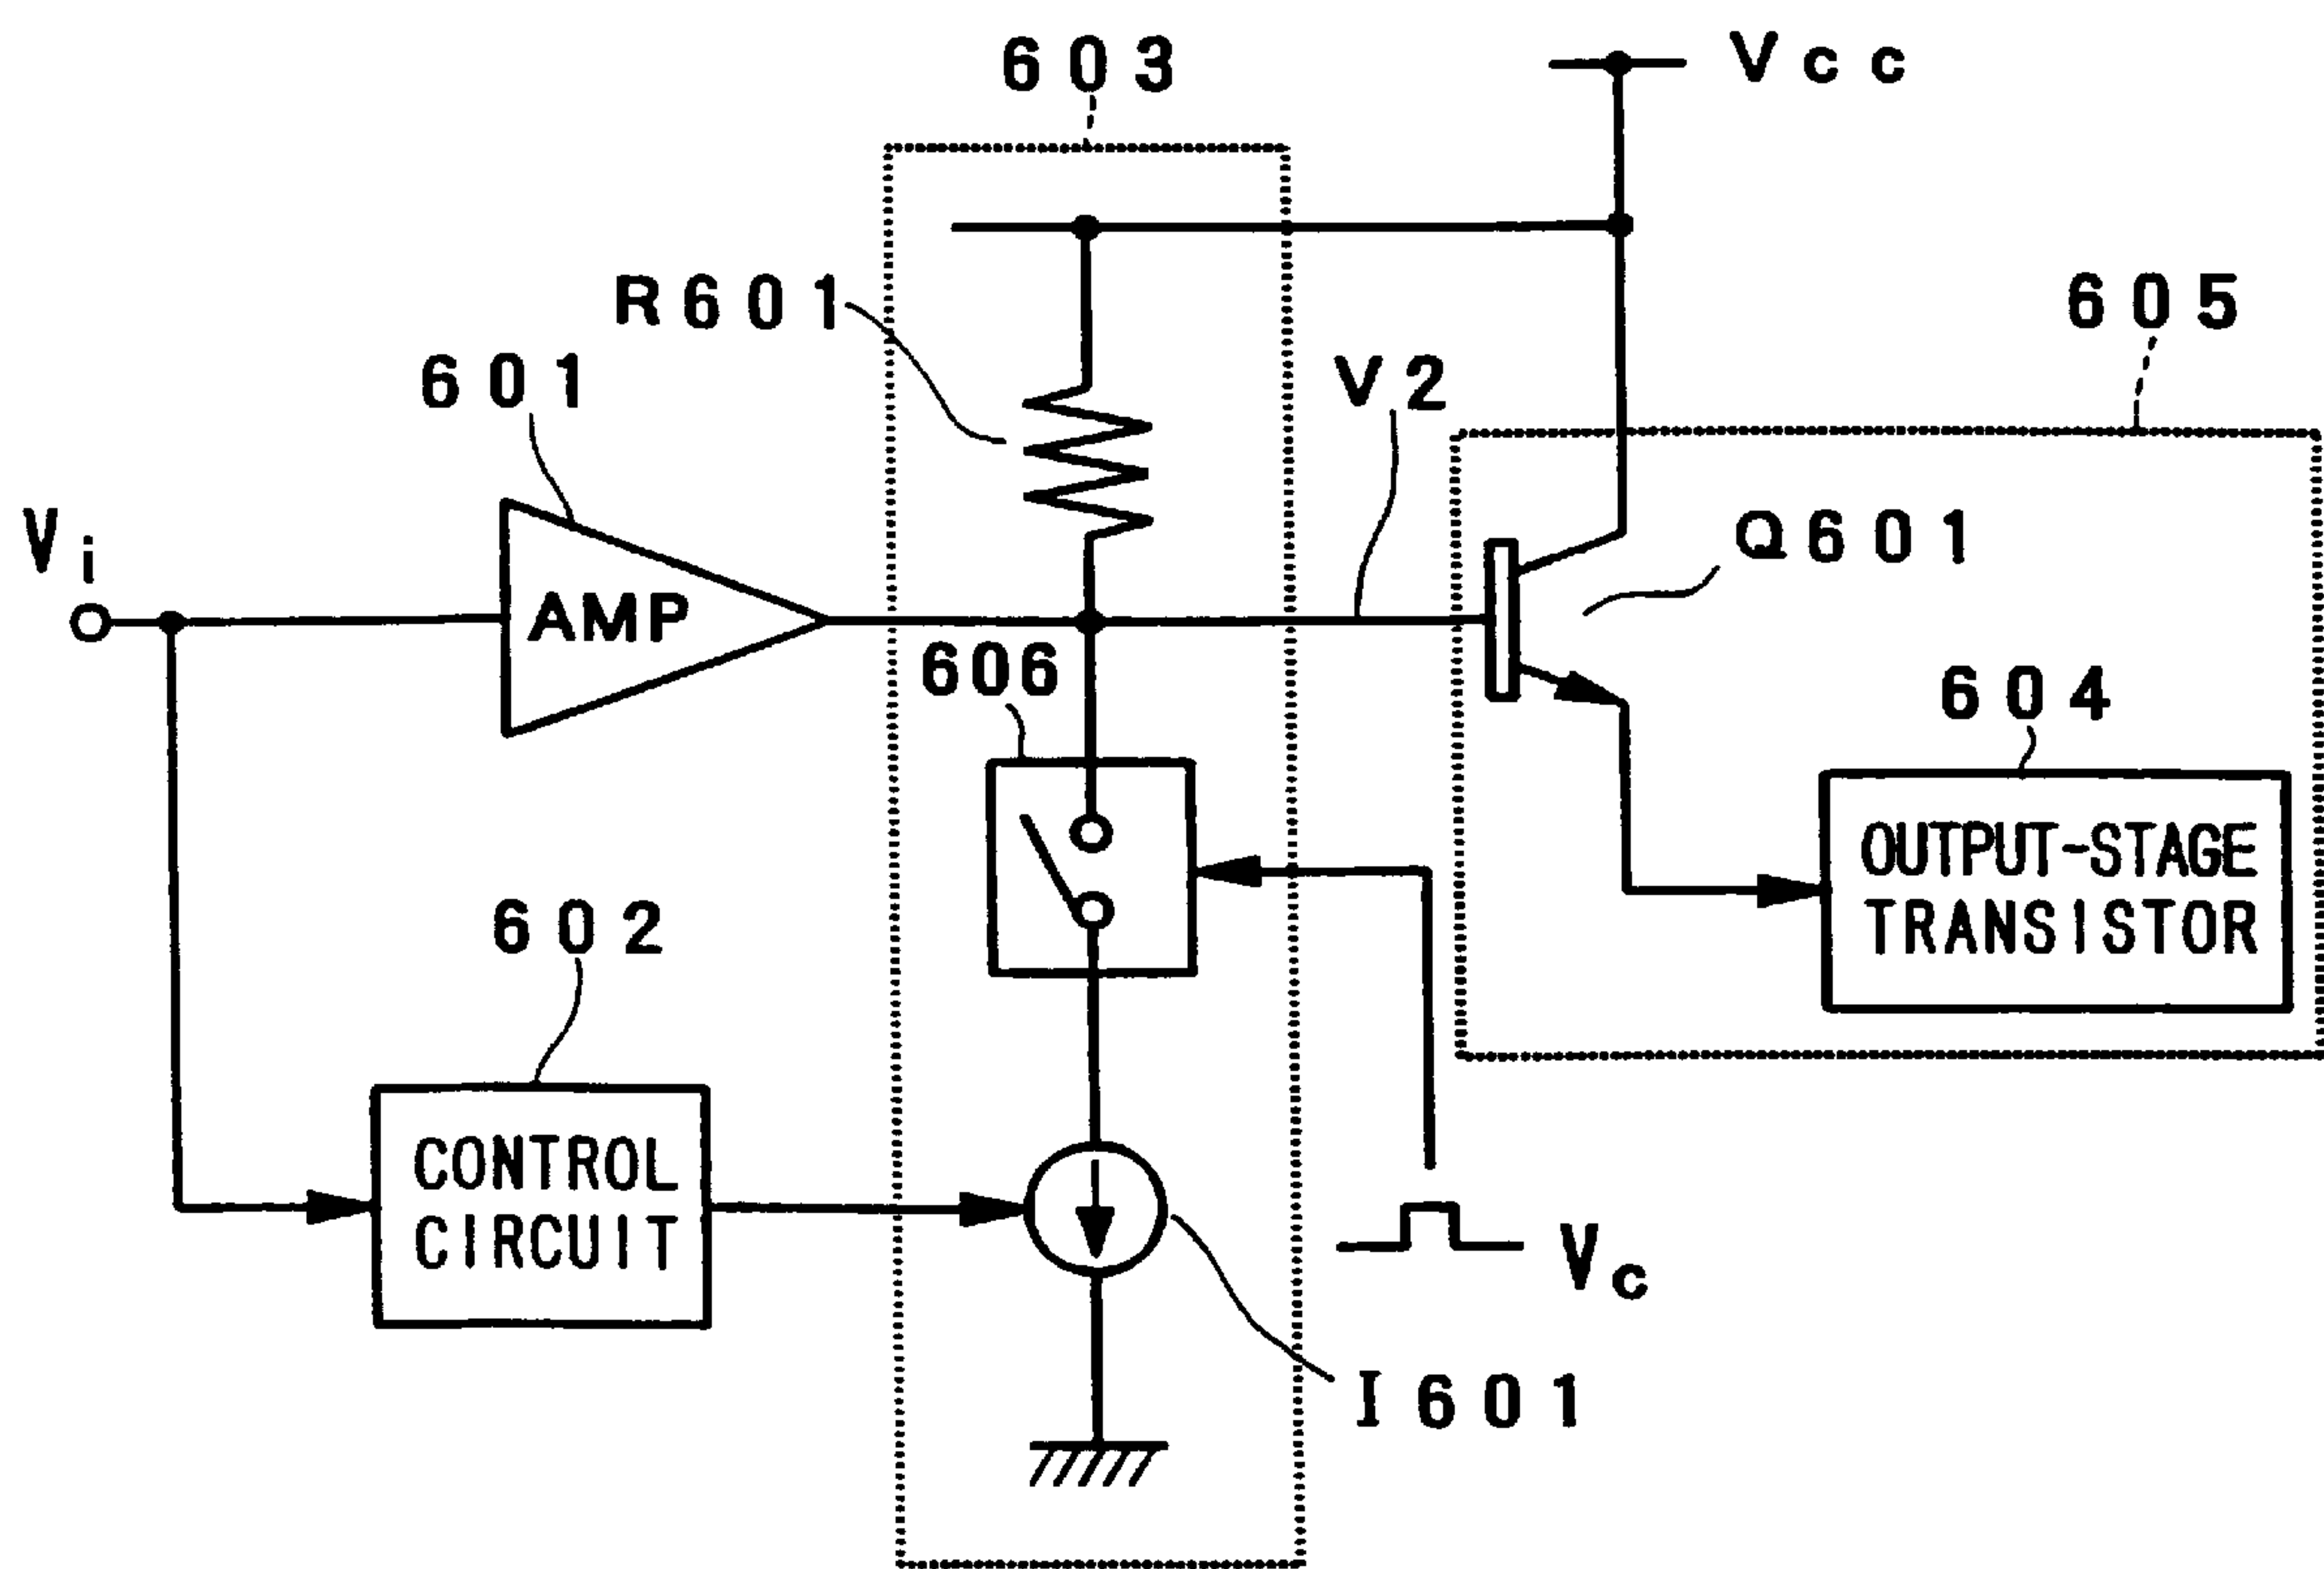 603
Vcc
R601
605
601
V2
Vi
Q601
AMP
606
604
OUTPUT-STAGE
TRANSISTOR
602
CONTROL
CIRCUIT
Vc
I601